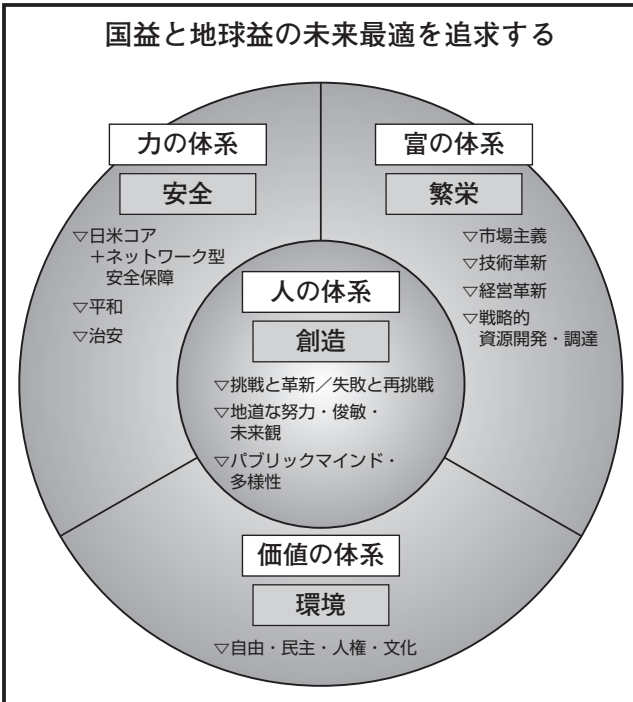 国益と地球益の未来最適を追求する
力の体系
安全
▽日米コア
＋ネットワーク型
安全保障
▽平和
▽治安
富の体系
繁栄
▽市場主義
▽技術革新
▽経営革新
▽戦略的
資源開発・調達
人の体系
創造
▽挑戦と革新／失敗と再挑戦
▽地道な努力・俊敏・
未来観
▽パブリックマインド・
多様性
価値の体系
環境
▽自由・民主・人権・文化